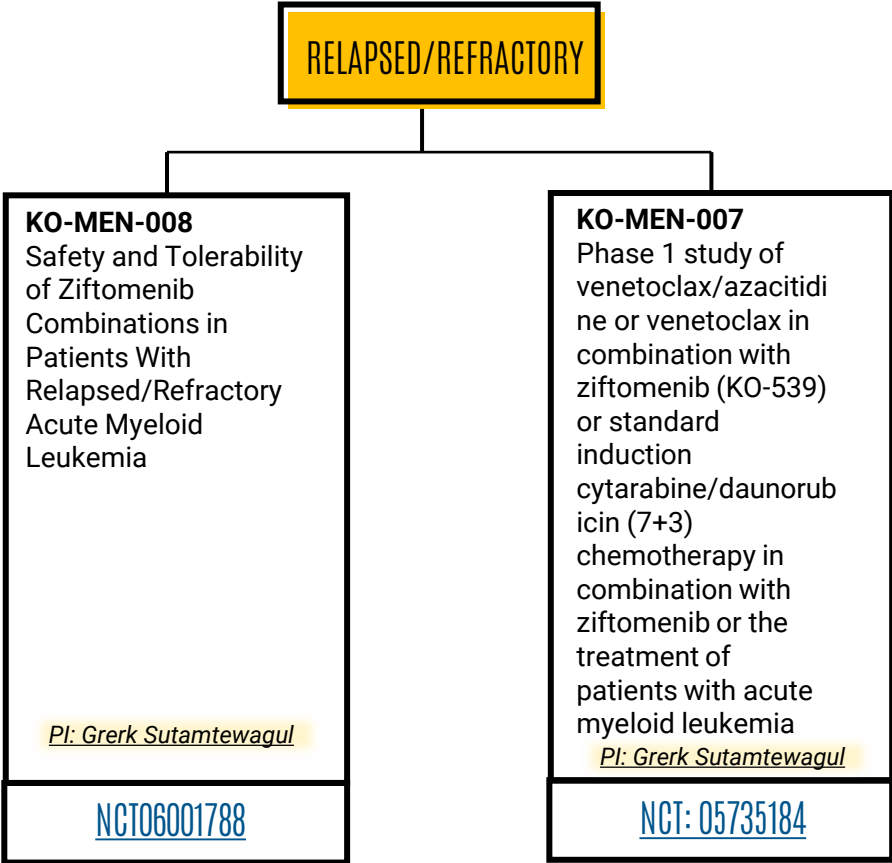 RELAPSED/REFRACTORY
KO-MEN-008
Safety and Tolerability
of Ziftomenib
Combinations in
Patients With
Relapsed/Refractory
Acute Myeloid
Leukemia
PI: Grerk Sutamtewagul
NCT06001788
KO-MEN-007
Phase 1 study of
venetoclax/azacitidi
ne or venetoclax in
combination with
ziftomenib (KO-539)
or standard
induction
cytarabine/daunorub
icin (7+3)
chemotherapy in
combination with
ziftomenib or the
treatment of
patients with acute
myeloid leukemia
PI: Grerk Sutamtewagul
NCT: 05735184